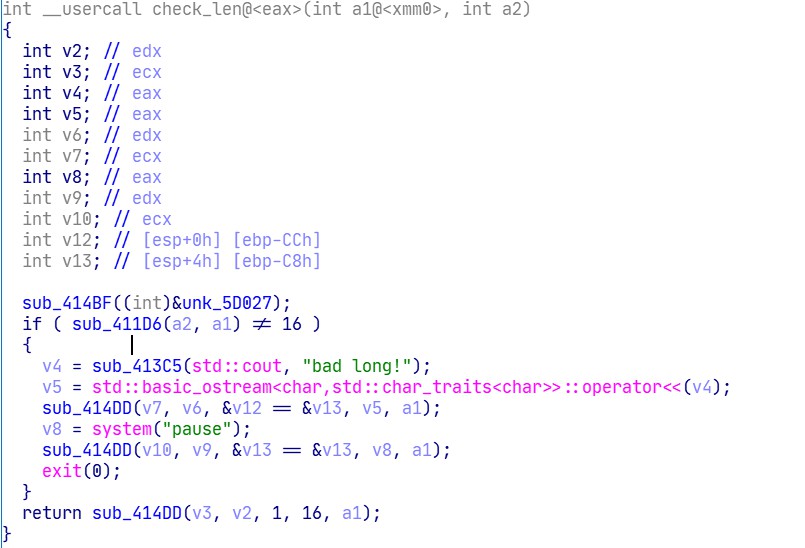 int __usercall check_len@<eax>(int a1@<xmm0>, int a2)
{
int v2; // edx
int v3; // ecx
int v4; // eax
int v5; // eax
int v6; // edx
int v7; // ecx
int v8; // eax
int v9; // edx
int v10; // ecx
int v12; // [esp+0h] [ebp-CCh]
int v13; // [esp+4h] [ebp-C8h]
sub_414BF((int)&unk_5D027);
if ( sub_411D6(a2, a1) != 16 )
{
v4 = sub_413C5(std::cout, "bad long!");
v5 = std::basic_ostream<char,std::char_traits<char>>::operator<<(v4);
sub_414DD(v7, v6, &v12 == &v13, v5, a1);
v8 = system("pause");
sub_414DD(v10, v9, &v13 == &v13, v8, a1);
exit(0);
}
return sub_414DD(v3, v2, 1, 16, a1);
}